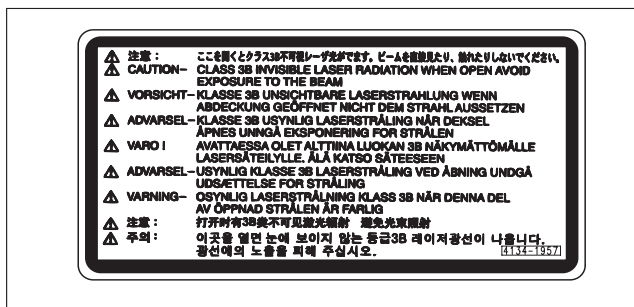 ⚠ 注意： ここを開くとクラス3B不可視レーザ光がでます。ビームを直接見たり、触れたりしないでください。
⚠ CAUTION– CLASS 3B INVISIBLE LASER RADIATION WHEN OPEN AVOID
EXPOSURE TO THE BEAM
⚠ VORSICHT– KLASSE 3B UNSICHTBARE LASERSTRAHLUNG WENN
ABDECKUNG GEÖFFNET NICHT DEM STRAHL AUSSETZEN
⚠ ADVARSEL– KLASSE 3B USYNLIG LASERSTRÅLING NÅR DEKSEL
ÅPNES UNNGÅ EKSPONERING FOR STRÅLEN
⚠ VARO ! AVATTAESSA OLET ALTTIINA LUOKAN 3B NÄKYMÄTTÖMÄLLE
LASERSÄTEILYLLE. ÄLÄ KATSO SÄTEESEEN
⚠ ADVARSEL– USYNLIG KLASSE 3B LASERSTRÅLING VED ÅBNING UNDGÅ
UDSÆTTELSE FOR STRÅLING
⚠ VARNING– OSYNLIG LASERSTRÅLNING KLASS 3B NÄR DENNA DEL
AV ÖPPNAD STRÅLEN ÄR FARLIG
⚠ 注意： 打开时有3B类不可见激光辐射 避免光束照射
⚠ 주의: 이곳을 열면 눈에 보이지 않는 등급3B 레이저광선이 나옵니다.
광선에의 노출을 피해 주십시오. 4134-1957